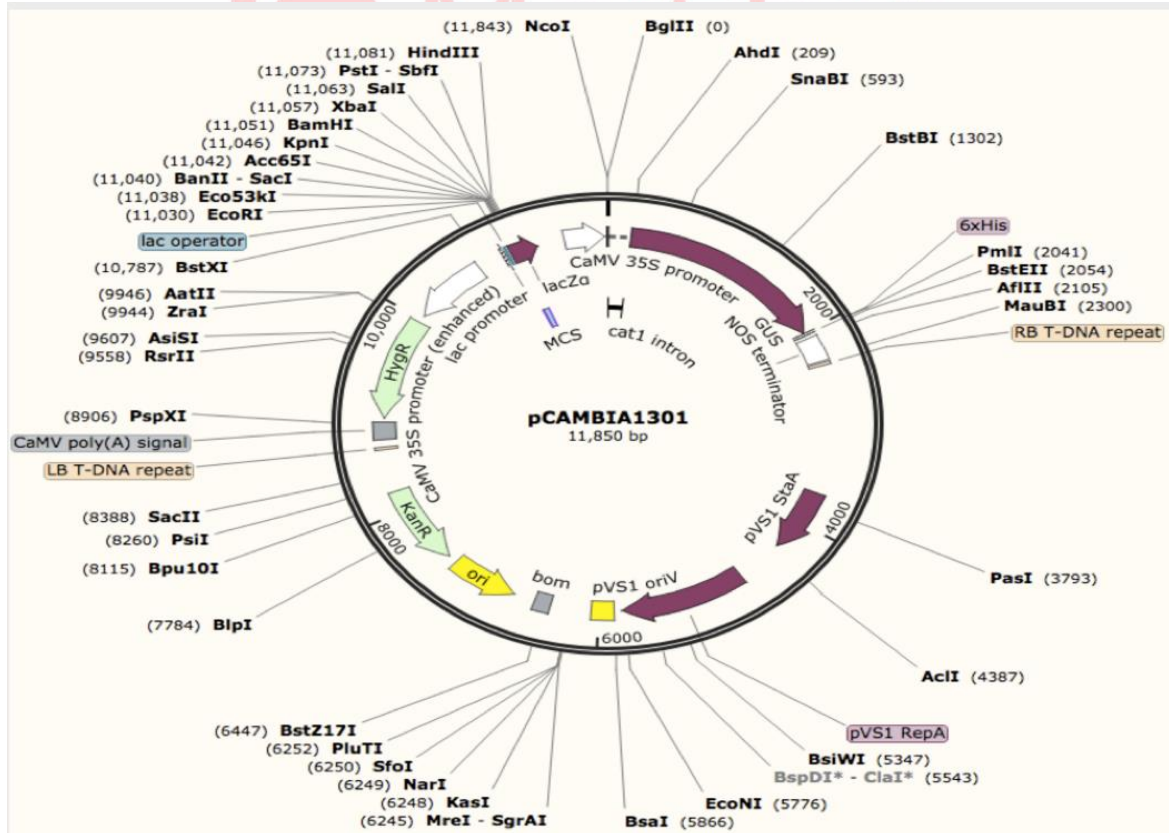 (11,843) NcoI
BglII (0)
(11,081) HindIII
AhdI (209)
(11,073) PstI - SbfI
SnaBI (593)
(11,063) SalI
(11,057) XbaI
(11,051) BamHI
BstBI (1302)
(11,046) KpnI
(11,042) Acc65I
(11,040) BanII - SacI
(11,038) Eco53kI
(11,030) EcoRI
6xHis
lac operator
PmlI (2041)
(10,787) BstXI
BstEII (2054)
(9946) AatII
AflII (2105)
(9944) ZraI
MauBI (2300)
(9607) AsiSI
RB T-DNA repeat
(9558) RsrII
CaMV 35S promoter
lacZα
lac promoter
CaMV 35S promoter (enhanced)
MCS
cat1 intron
GUS
NOS terminator
2000
10,000
HygR
pCAMBIA1301
11,850 bp
(8906) PspXI
CaMV poly(A) signal
LB T-DNA repeat
KanR
pVS1 StaA
4000
(8388) SacII
8000
(8260) PsiI
(8115) Bpu10I
ori
bom
pVS1 oriV
PasI (3793)
(7784) BlpI
6000
AclI (4387)
(6447) BstZ17I
pVS1 RepA
(6252) PluTI
BsiWI (5347)
(6250) SfoI
BspDI* - ClaI* (5543)
(6249) NarI
(6248) KasI
EcoNI (5776)
(6245) MreI - SgrAI
BsaI (5866)